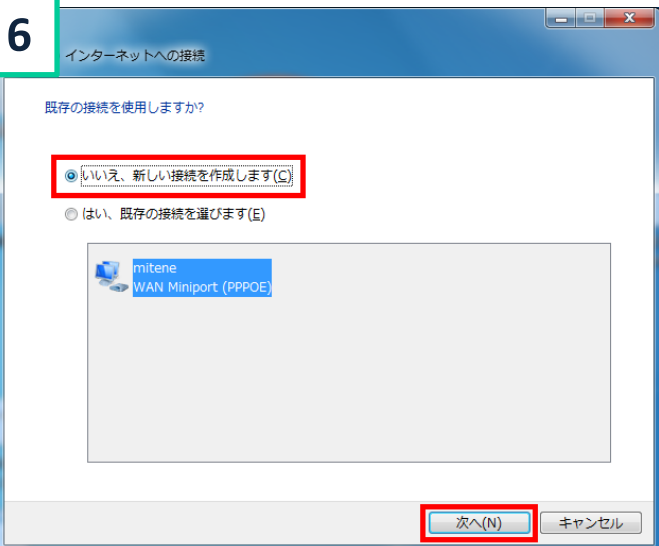 6
インターネットへの接続
既存の接続を使用しますか?
いいえ、新しい接続を作成します(C)
はい、既存の接続を選びます(E)
mitene
WAN Miniport (PPPOE)
次へ(N)
キャンセル